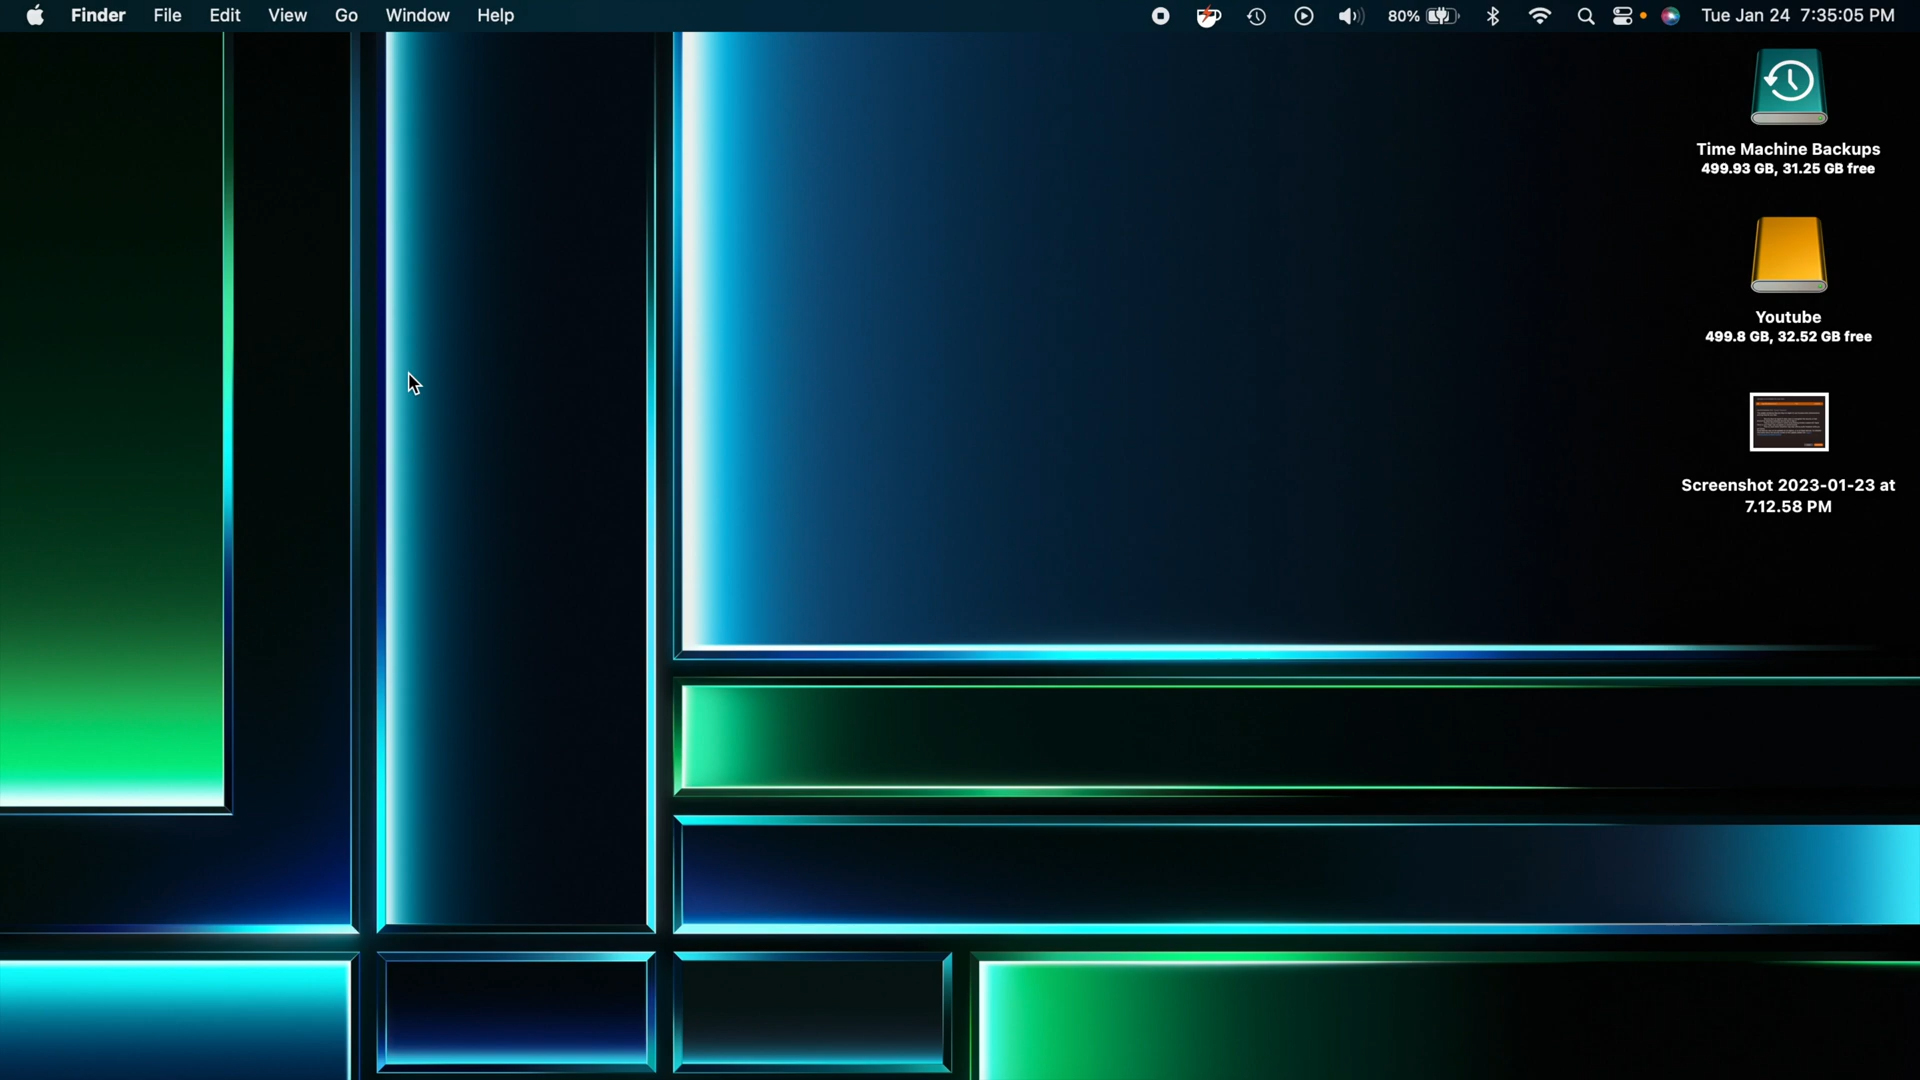 Finder File Edit View Go Window Help 80% Tue Jan 24 7:35:05 PM
Time Machine Backups
499.93 GB, 31.25 GB free
Youtube
499.8 GB, 32.52 GB free
Screenshot 2023-01-23 at
7.12.58 PM